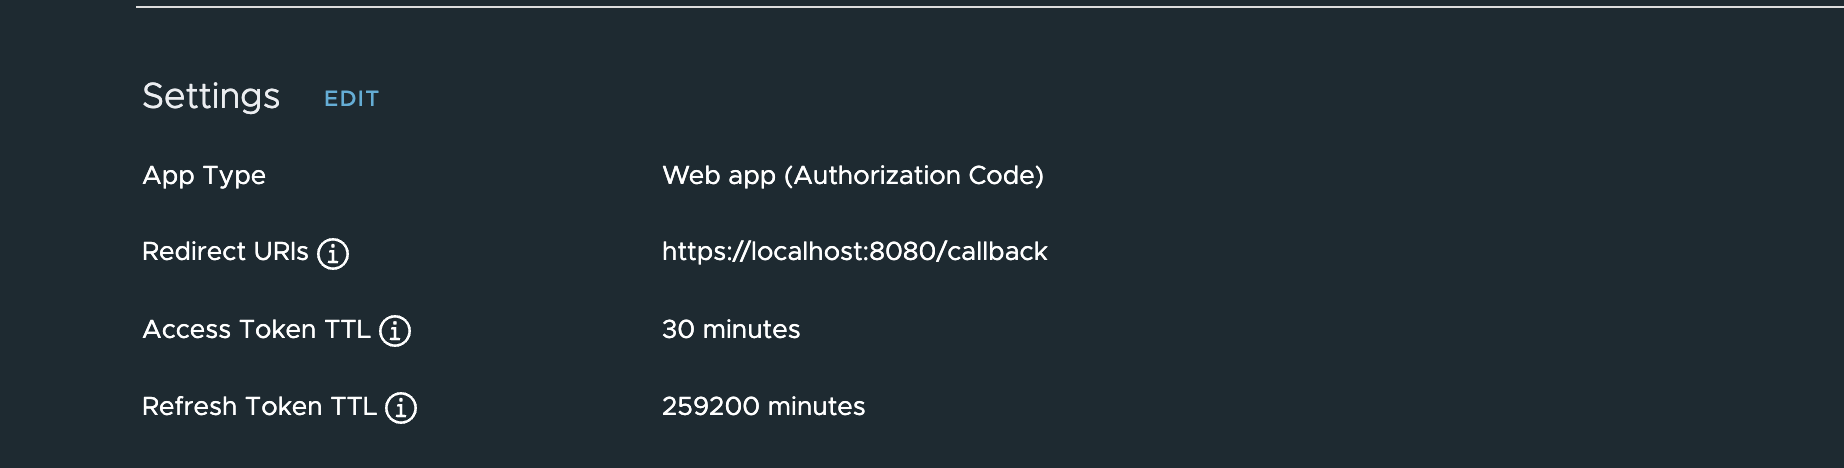 Settings EDIT
App Type Web app (Authorization Code)
Redirect URIs https://localhost:8080/callback
Access Token TTL 30 minutes
Refresh Token TTL 259200 minutes